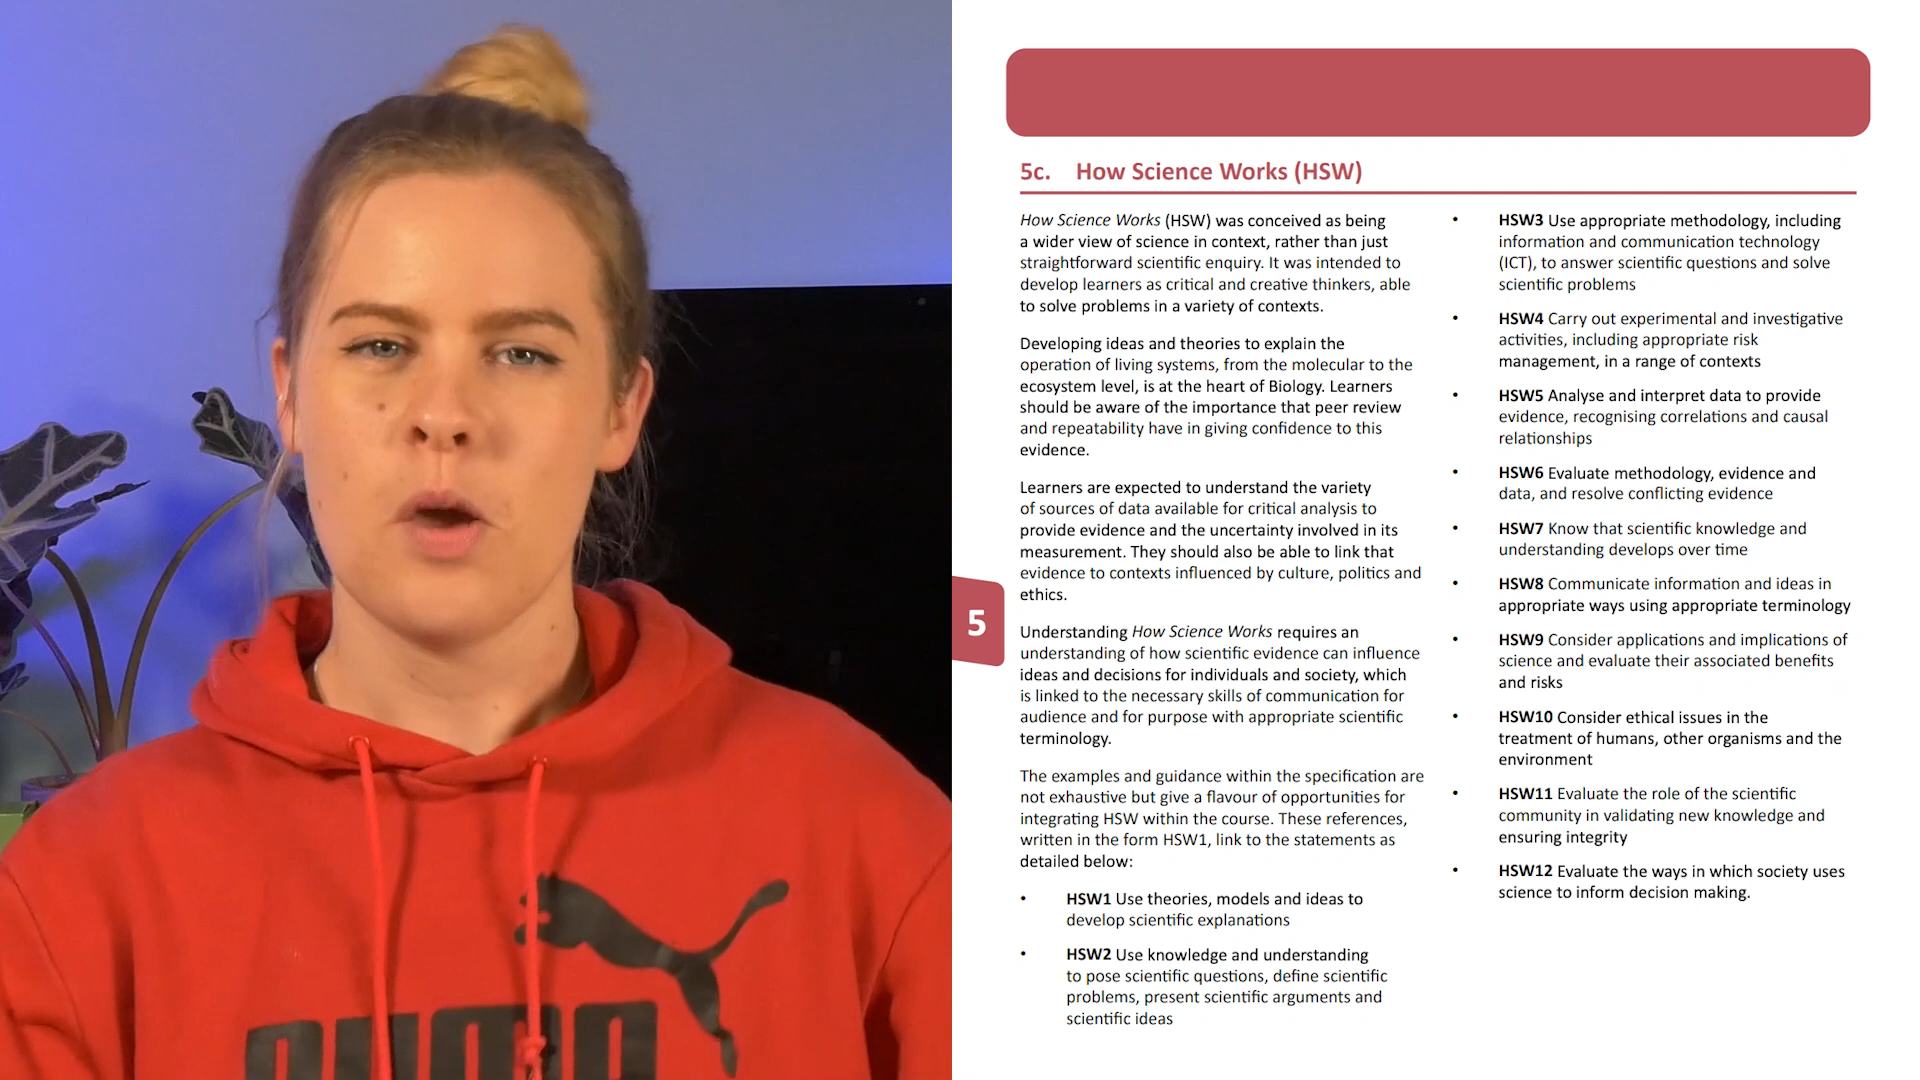 PUMA
5c. How Science Works (HSW)
How Science Works (HSW) was conceived as being
a wider view of science in context, rather than just
straightforward scientific enquiry. It was intended to
develop learners as critical and creative thinkers, able
to solve problems in a variety of contexts.
Developing ideas and theories to explain the
operation of living systems, from the molecular to the
ecosystem level, is at the heart of Biology. Learners
should be aware of the importance that peer review
and repeatability have in giving confidence to this
evidence.
Learners are expected to understand the variety
of sources of data available for critical analysis to
provide evidence and the uncertainty involved in its
measurement. They should also be able to link that
evidence to contexts influenced by culture, politics and
ethics.
5
Understanding How Science Works requires an
understanding of how scientific evidence can influence
ideas and decisions for individuals and society, which
is linked to the necessary skills of communication for
audience and for purpose with appropriate scientific
terminology.
The examples and guidance within the specification are
not exhaustive but give a flavour of opportunities for
integrating HSW within the course. These references,
written in the form HSW1, link to the statements as
detailed below:
• HSW1 Use theories, models and ideas to
develop scientific explanations
• HSW2 Use knowledge and understanding
to pose scientific questions, define scientific
problems, present scientific arguments and
scientific ideas
• HSW3 Use appropriate methodology, including
information and communication technology
(ICT), to answer scientific questions and solve
scientific problems
• HSW4 Carry out experimental and investigative
activities, including appropriate risk
management, in a range of contexts
• HSW5 Analyse and interpret data to provide
evidence, recognising correlations and causal
relationships
• HSW6 Evaluate methodology, evidence and
data, and resolve conflicting evidence
• HSW7 Know that scientific knowledge and
understanding develops over time
• HSW8 Communicate information and ideas in
appropriate ways using appropriate terminology
• HSW9 Consider applications and implications of
science and evaluate their associated benefits
and risks
• HSW10 Consider ethical issues in the
treatment of humans, other organisms and the
environment
• HSW11 Evaluate the role of the scientific
community in validating new knowledge and
ensuring integrity
• HSW12 Evaluate the ways in which society uses
science to inform decision making.